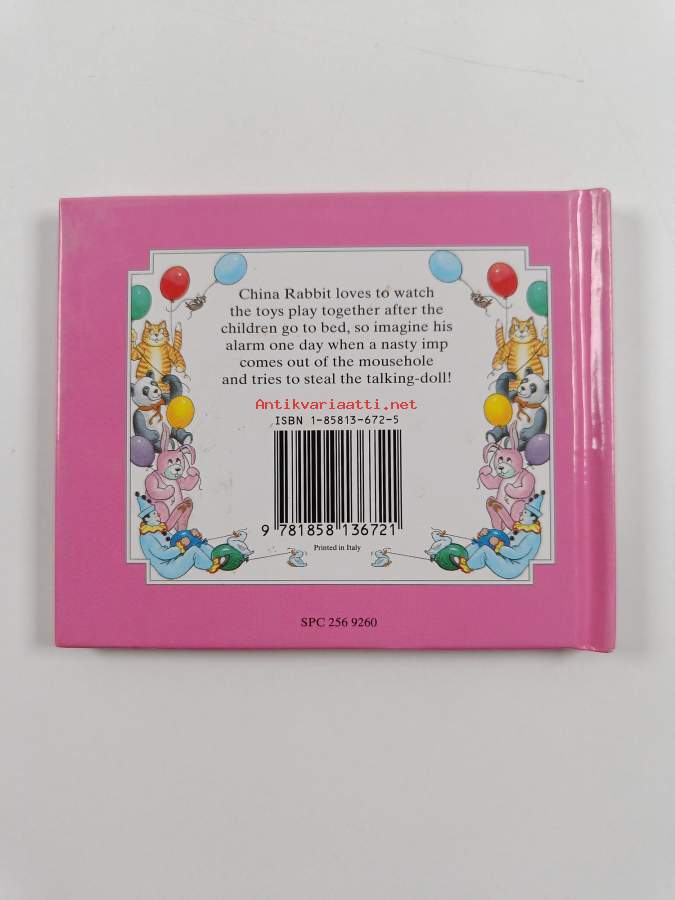 China Rabbit loves to watch
the toys play together after the
children go to bed, so imagine his
alarm one day when a nasty imp
comes out of the mousehole
and tries to steal the talking-doll!
Antikvariaatti.net
ISBN 1-85813-672-5
9 781858 136721
Printed in Italy
SPC 256 9260